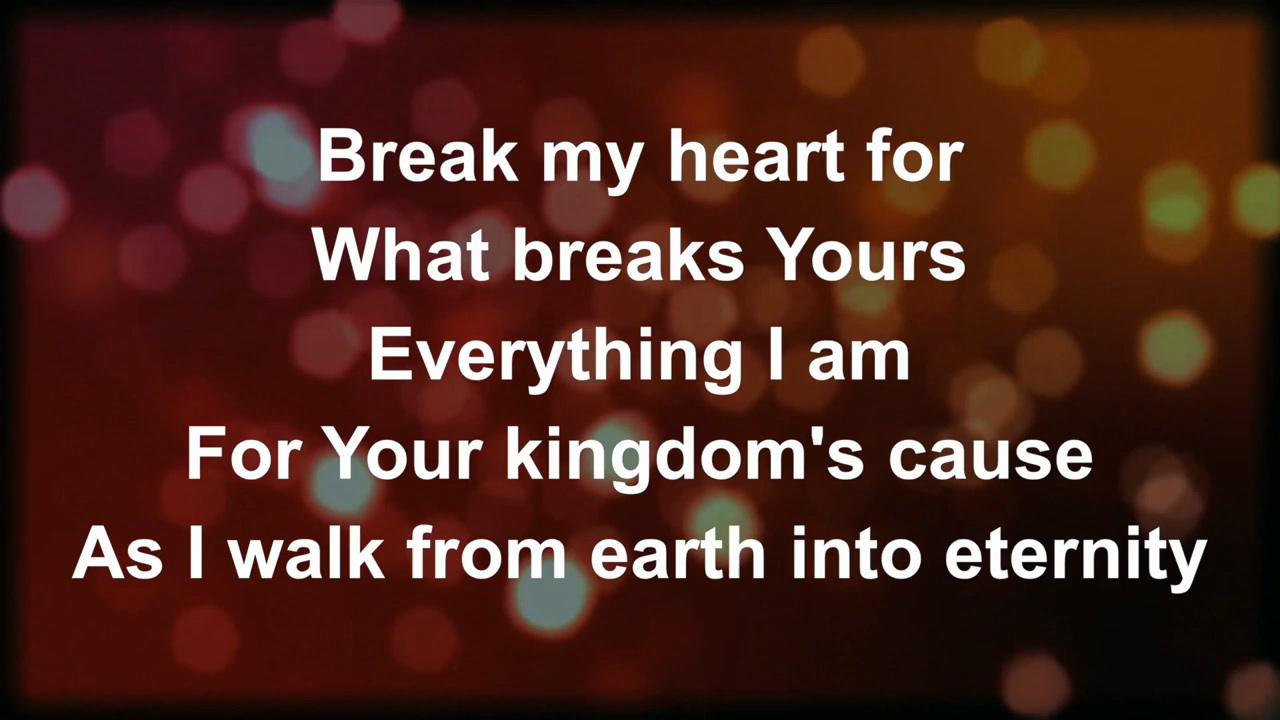 Break my heart for
What breaks Yours
Everything I am
For Your kingdom's cause
As I walk from earth into eternity